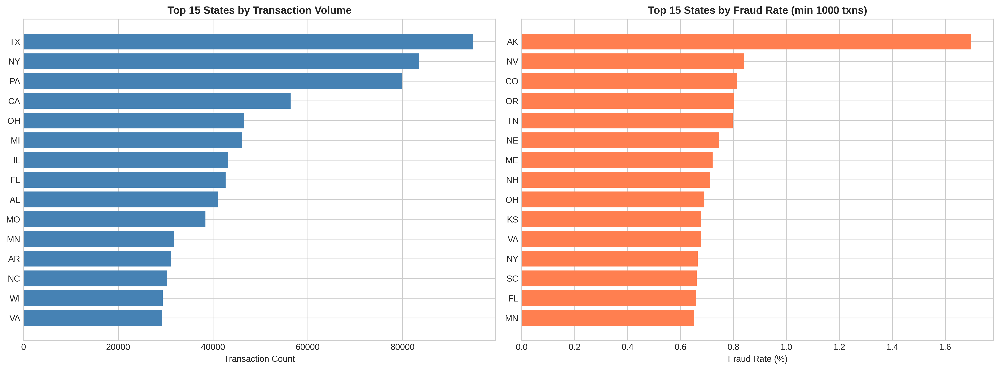 Top 15 States by Transaction Volume
TX
NY
PA
CA
OH
MI
IL
FL
AL
MO
MN
AR
NC
WI
VA
0 20000 40000 60000 80000
Transaction Count
Top 15 States by Fraud Rate (min 1000 txns)
AK
NV
CO
OR
TN
NE
ME
NH
OH
KS
VA
NY
SC
FL
MN
0.0 0.2 0.4 0.6 0.8 1.0 1.2 1.4 1.6
Fraud Rate (%)